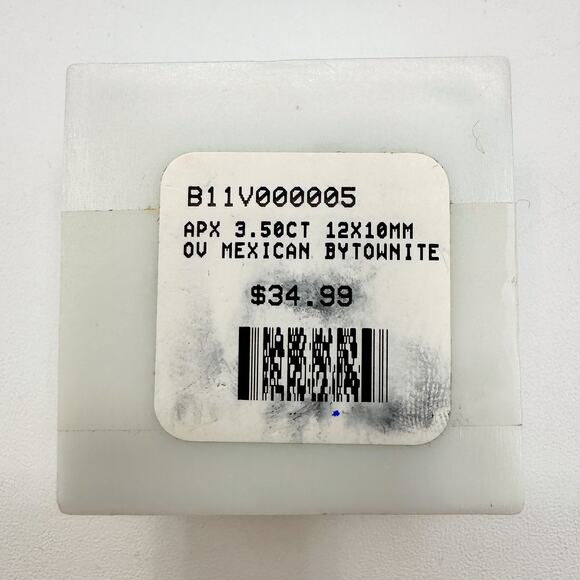 B11V000005
APX 3.50CT 12X10MM
OV MEXICAN BYTOWNITE
$34.99